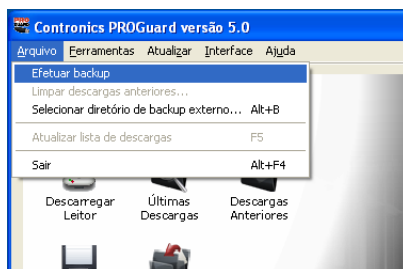 Contronics PROGuard versão 5.0
Arquivo Ferramentas Atualizar Interface Ajuda
Efetuar backup
Limpar descargas anteriores...
Selecionar diretório de backup externo... Alt+B
Atualizar lista de descargas F5
Sair Alt+F4
Descarregar Leitor
Últimas Descargas
Descargas Anteriores